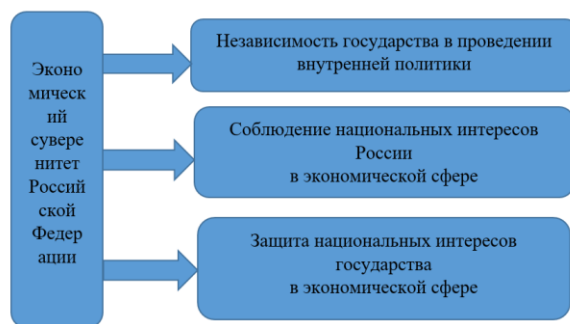 Эконо
мическ
ий
сувере
нитет
Россий
ской
Федер
ации
Независимость государства в проведении
внутренней политики
Соблюдение национальных интересов
России
в экономической сфере
Защита национальных интересов
государства
в экономической сфере